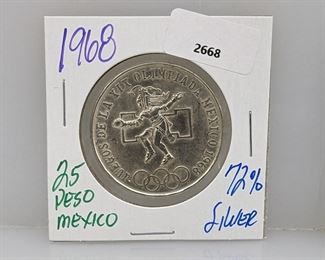 1968
2668
JUEGOS DE LA XIX OLIMPIADA MEXICO 1968
25
PESO
MEXICO
72%
SILVER